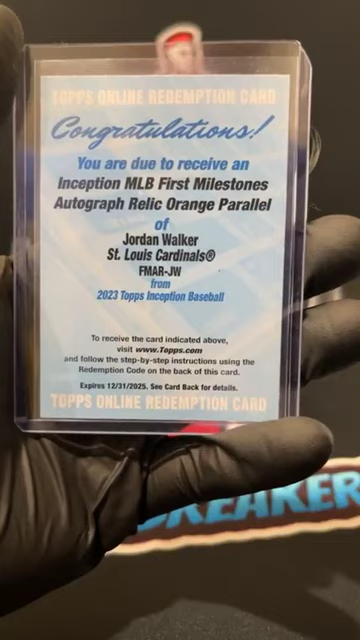 TOPPS ONLINE REDEMPTION CARD
Congratulations!
You are due to receive an
Inception MLB First Milestones
Autograph Relic Orange Parallel
of
Jordan Walker
St. Louis Cardinals®
FMAR-JW
from
2023 Topps Inception Baseball
To receive the card indicated above,
visit www.Topps.com
and follow the step-by-step instructions using the
Redemption Code on the back of this card.
Expires 12/31/2025. See Card Back for details.
TOPPS ONLINE REDEMPTION CARD
BREAKER